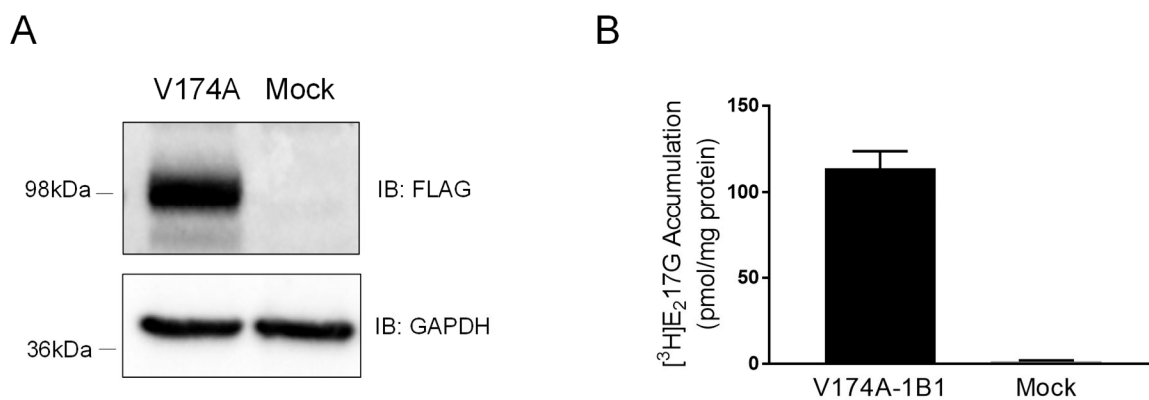 A
V174A Mock
98kDa
IB: FLAG
IB: GAPDH
36kDa
B
[³H]E₂17G Accumulation
(pmol/mg protein)
150
100
50
0
V174A-1B1 Mock